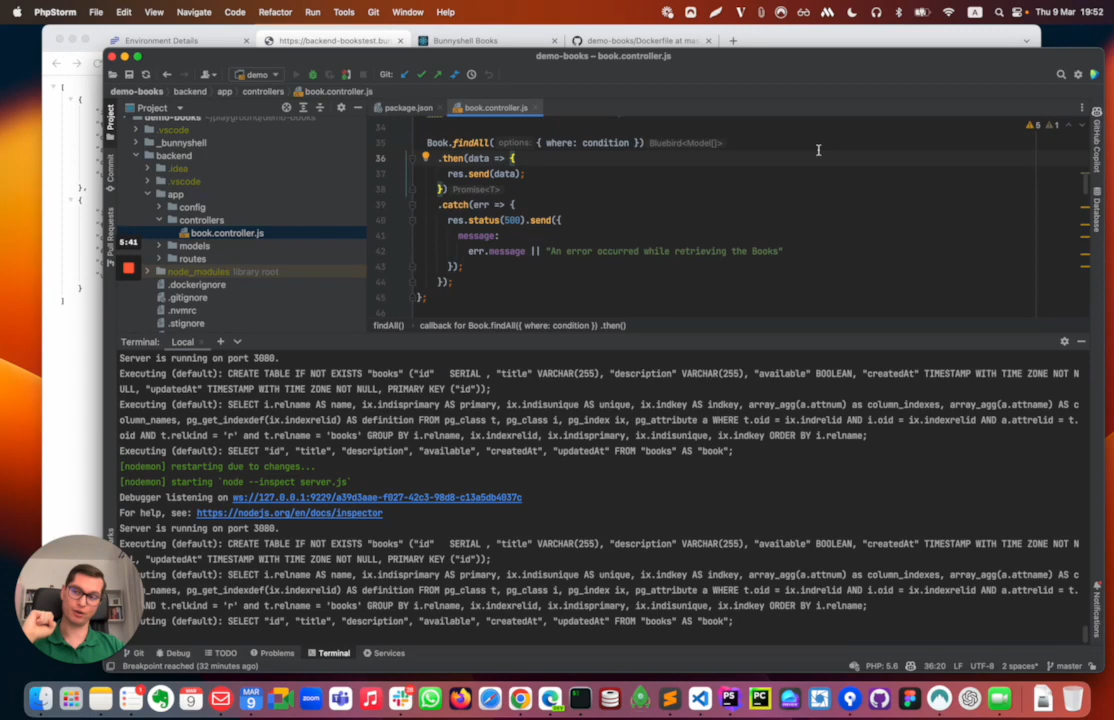 PhpStorm File Edit View Navigate Code Refactor Run Tools Git Window Help
A Thu 9 Mar 19:52
Environment Details
https://backend-bookstest.bun
Bunnyshell Books
demo-books/Dockerfile at ma
demo-books – book.controller.js
demo
Git:
demo-books backend app controllers book.controller.js
Project
package.json
book.controller.js
demo-books ~/playground/demo-books
.vscode
_bunnyshell
backend
.idea
.vscode
app
config
controllers
book.controller.js
models
routes
node_modules library root
.dockerignore
.gitignore
.nvmrc
.stignore
Project
Commit
Pull Requests
5:41
[
{
},
{
}
]
34
35 Book.findAll( options: { where: condition }) Bluebird<Model[]>
36 .then(data => {
37 res.send(data);
38 }) Promise<T>
39 .catch(err => {
40 res.status(500).send({
41 message:
42 err.message || "An error occurred while retrieving the Books"
43 });
44 });
45 };
46
5 1
GitHub Copilot
Database
Notifications
findAll() callback for Book.findAll({ where: condition }) .then()
Terminal: Local
Server is running on port 3080.
Executing (default): CREATE TABLE IF NOT EXISTS "books" ("id" SERIAL , "title" VARCHAR(255), "description" VARCHAR(255), "available" BOOLEAN, "createdAt" TIMESTAMP WITH TIME ZONE NOT N
ULL, "updatedAt" TIMESTAMP WITH TIME ZONE NOT NULL, PRIMARY KEY ("id"));
Executing (default): SELECT i.relname AS name, ix.indisprimary AS primary, ix.indisunique AS unique, ix.indkey AS indkey, array_agg(a.attnum) as column_indexes, array_agg(a.attname) AS c
olumn_names, pg_get_indexdef(ix.indexrelid) AS definition FROM pg_class t, pg_class i, pg_index ix, pg_attribute a WHERE t.oid = ix.indrelid AND i.oid = ix.indexrelid AND a.attrelid = t.
oid AND t.relkind = 'r' and t.relname = 'books' GROUP BY i.relname, ix.indexrelid, ix.indisprimary, ix.indisunique, ix.indkey ORDER BY i.relname;
Executing (default): SELECT "id", "title", "description", "available", "createdAt", "updatedAt" FROM "books" AS "book";
[nodemon] restarting due to changes...
[nodemon] starting `node --inspect server.js`
Debugger listening on ws://127.0.0.1:9229/a39d3aae-f027-42c3-98d8-c13a5db4037c
For help, see: https://nodejs.org/en/docs/inspector
Server is running on port 3080.
Executing (default): CREATE TABLE IF NOT EXISTS "books" ("id" SERIAL , "title" VARCHAR(255), "description" VARCHAR(255), "available" BOOLEAN, "createdAt" TIMESTAMP WITH TIME ZONE NOT N
ULL, "updatedAt" TIMESTAMP WITH TIME ZONE NOT NULL, PRIMARY KEY ("id"));
ting (default): SELECT i.relname AS name, ix.indisprimary AS primary, ix.indisunique AS unique, ix.indkey AS indkey, array_agg(a.attnum) as column_indexes, array_agg(a.attname) AS c
_names, pg_get_indexdef(ix.indexrelid) AS definition FROM pg_class t, pg_class i, pg_index ix, pg_attribute a WHERE t.oid = ix.indrelid AND i.oid = ix.indexrelid AND a.attrelid = t.
d t.relkind = 'r' and t.relname = 'books' GROUP BY i.relname, ix.indexrelid, ix.indisprimary, ix.indisunique, ix.indkey ORDER BY i.relname;
ting (default): SELECT "id", "title", "description", "available", "createdAt", "updatedAt" FROM "books" AS "book";
Git Debug TODO Problems Terminal Services
Breakpoint reached (32 minutes ago)
PHP: 5.6 36:20 LF UTF-8 2 spaces* master
MAR
9
zoom
PS
PC